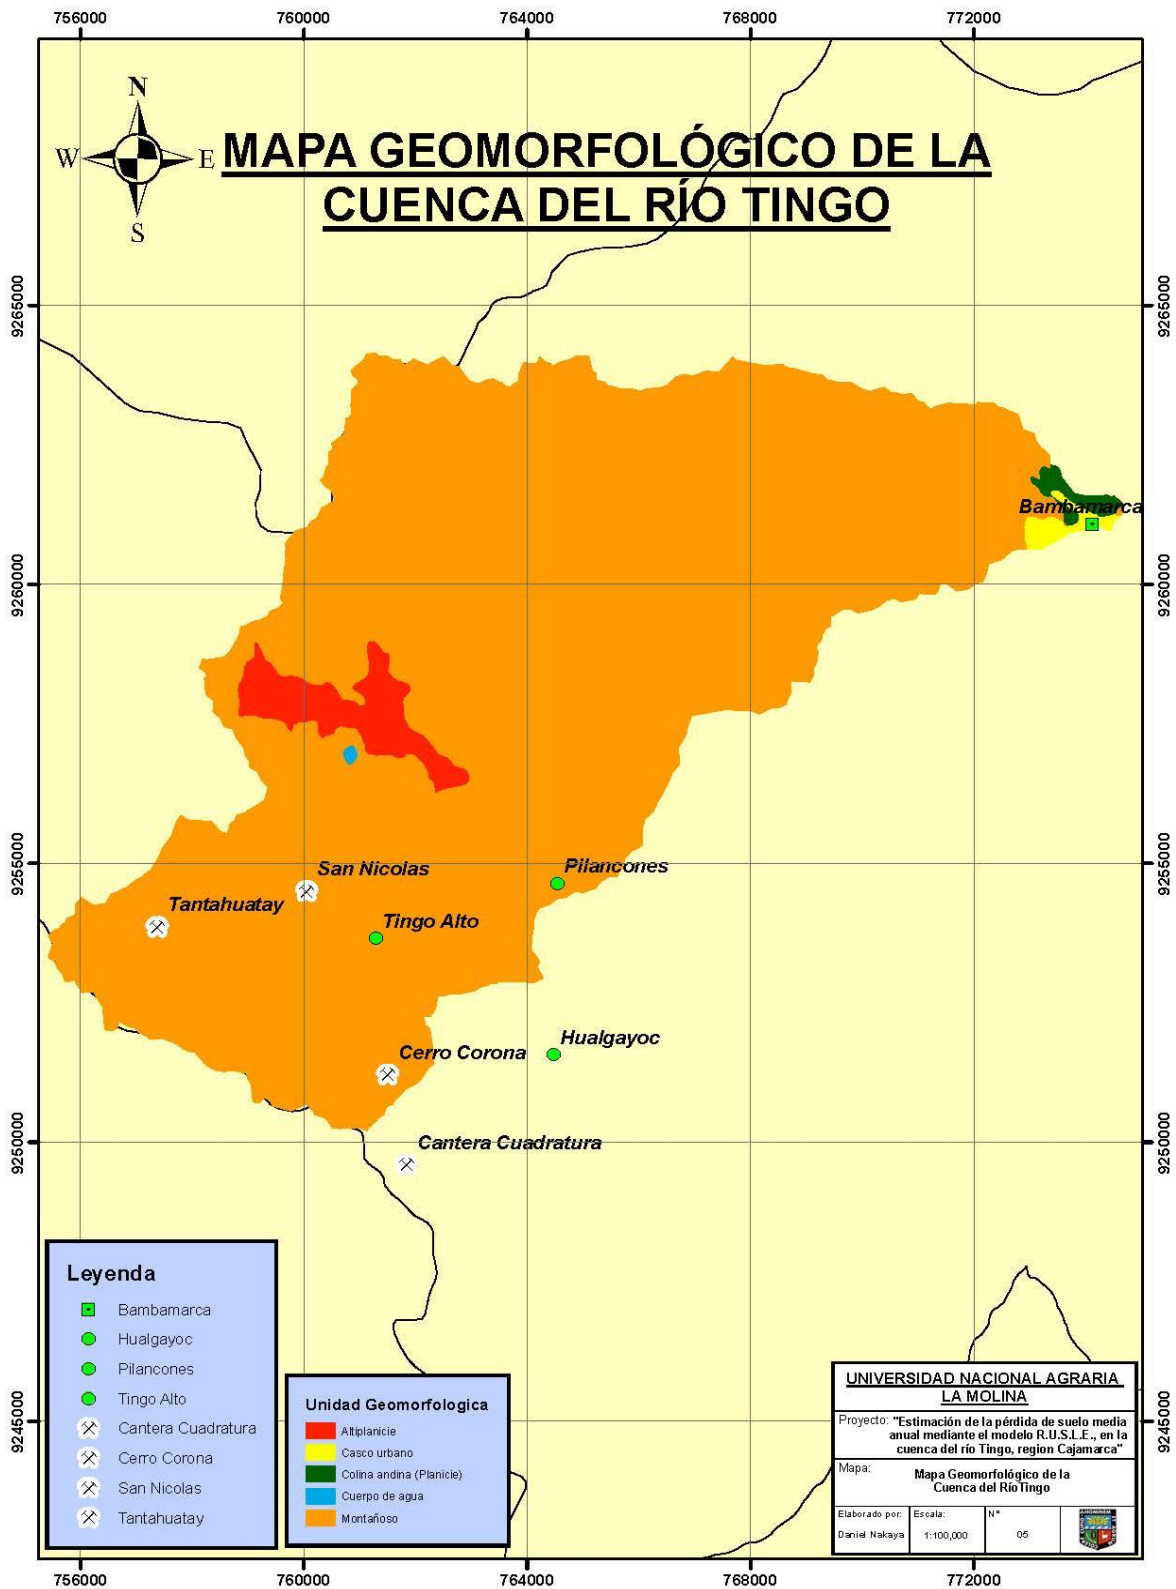 756000 760000 764000 768000 772000
N
W E
S
MAPA GEOMORFOLÓGICO DE LA
CUENCA DEL RÍO TINGO
9265000 9265000
Bambamarca
9260000 9260000
9255000 9255000
San Nicolas
Pilancones
Tantahuatay
Tingo Alto
Hualgayoc
Cerro Corona
9250000 9250000
Cantera Cuadratura
9245000 9245000
Leyenda
Bambamarca
Hualgayoc
Pilancones
Tingo Alto
Cantera Cuadratura
Cerro Corona
San Nicolas
Tantahuatay
Unidad Geomorfologica
Altiplanicie
Casco urbano
Colina andina (Planicie)
Cuerpo de agua
Montañoso
UNIVERSIDAD NACIONAL AGRARIA
LA MOLINA
Proyecto: "Estimación de la pérdida de suelo media
anual mediante el modelo R.U.S.L.E., en la
cuenca del río Tingo, region Cajamarca"
Mapa: Mapa Geomorfológico de la
Cuenca del RíoTingo
Elaborado por: Escala: N°
Daniel Nakaya 1:100,000 05
756000 760000 764000 768000 772000